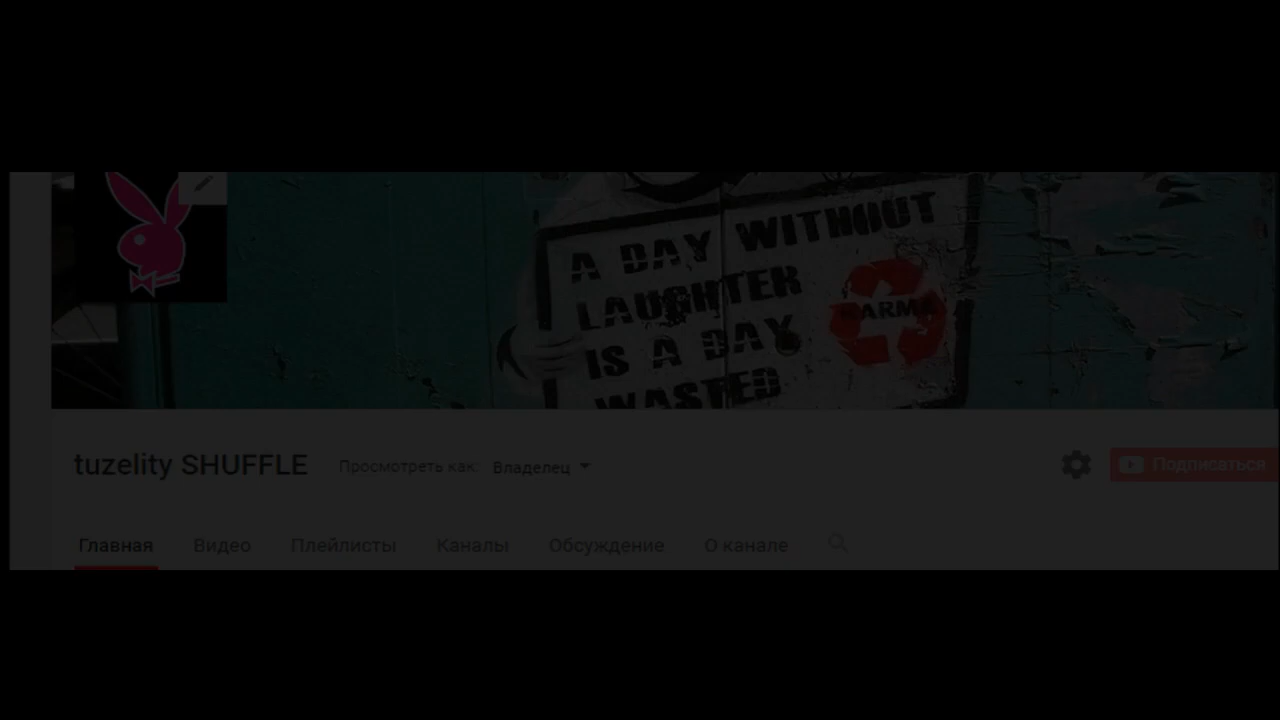 A DAY WITHOUT
LAUGHTER
IS A DAY
WASTED
KARMA
tuzelity SHUFFLE
Просмотреть как:
Владелец
Подписаться
Главная
Видео
Плейлисты
Каналы
Обсуждение
О канале